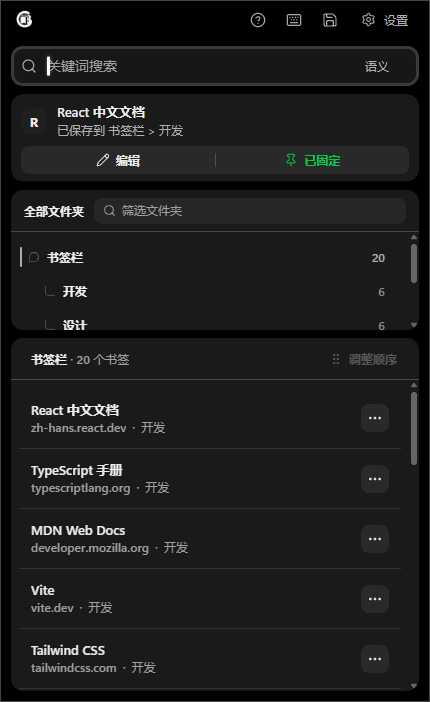 设置
关键词搜索
语义
R
React 中文文档
已保存到 书签栏 > 开发
编辑
已固定
全部文件夹
筛选文件夹
书签栏 20
开发 6
设计 6
书签栏 · 20 个书签
调整顺序
React 中文文档
zh-hans.react.dev · 开发
TypeScript 手册
typescriptlang.org · 开发
MDN Web Docs
developer.mozilla.org · 开发
Vite
vite.dev · 开发
Tailwind CSS
tailwindcss.com · 开发